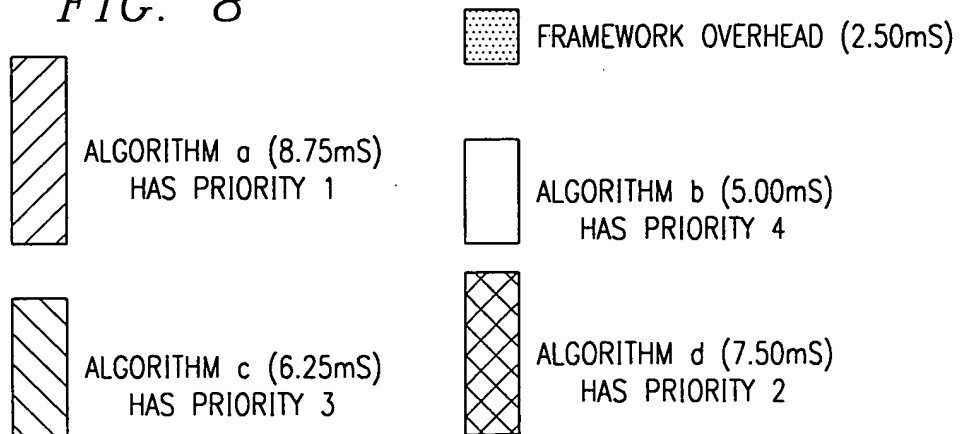 FIG. 8
FRAMEWORK OVERHEAD (2.50mS)
ALGORITHM a (8.75mS)
HAS PRIORITY 1
ALGORITHM b (5.00mS)
HAS PRIORITY 4
ALGORITHM c (6.25mS)
HAS PRIORITY 3
ALGORITHM d (7.50mS)
HAS PRIORITY 2